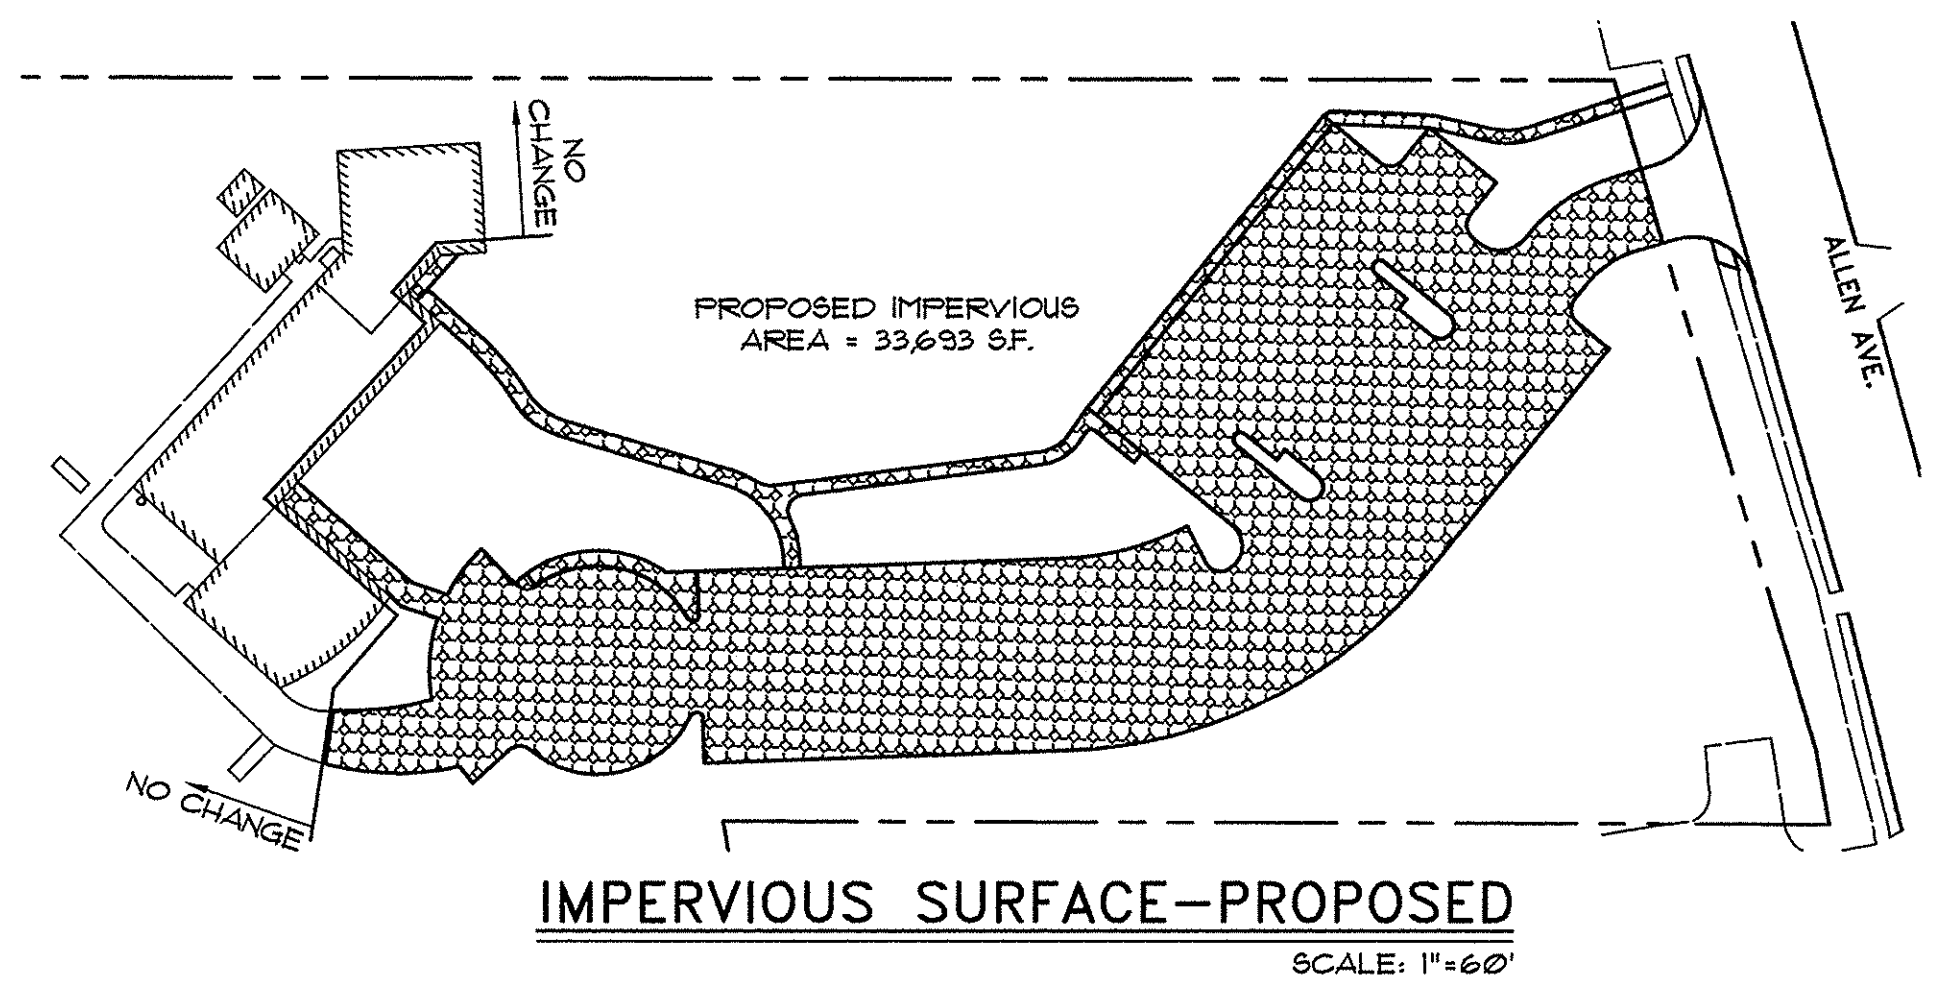 NO
CHANGE
PROPOSED IMPERVIOUS
AREA = 33,693 S.F.
ALLEN AVE.
NO CHANGE
IMPERVIOUS SURFACE-PROPOSED
SCALE: 1"=60'